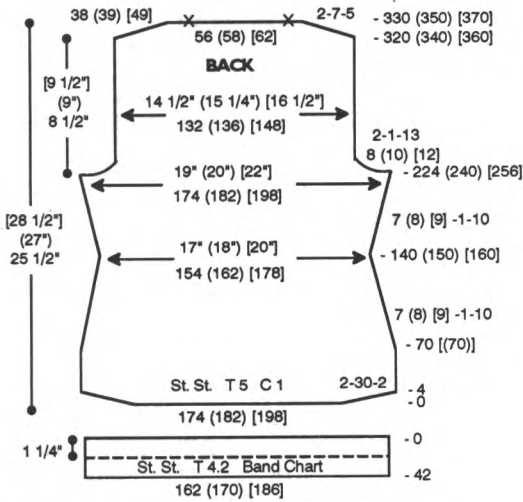 38 (39) [49]
2-7-5
- 330 (350) [370]
56 (58) [62]
- 320 (340) [360]
BACK
[9 1/2"]
(9")
8 1/2"
14 1/2" (15 1/4") [16 1/2"]
132 (136) [148]
2-1-13
8 (10) [12]
- 224 (240) [256]
19" (20") [22"]
174 (182) [198]
[28 1/2"]
(27")
25 1/2"
7 (8) [9] -1-10
17" (18") [20"]
154 (162) [178]
- 140 (150) [160]
7 (8) [9] -1-10
- 70 [(70)]
St. St. T 5 C 1
2-30-2
- 4
- 0
174 (182) [198]
- 0
1 1/4"
St. St. T 4.2 Band Chart
- 42
162 (170) [186]